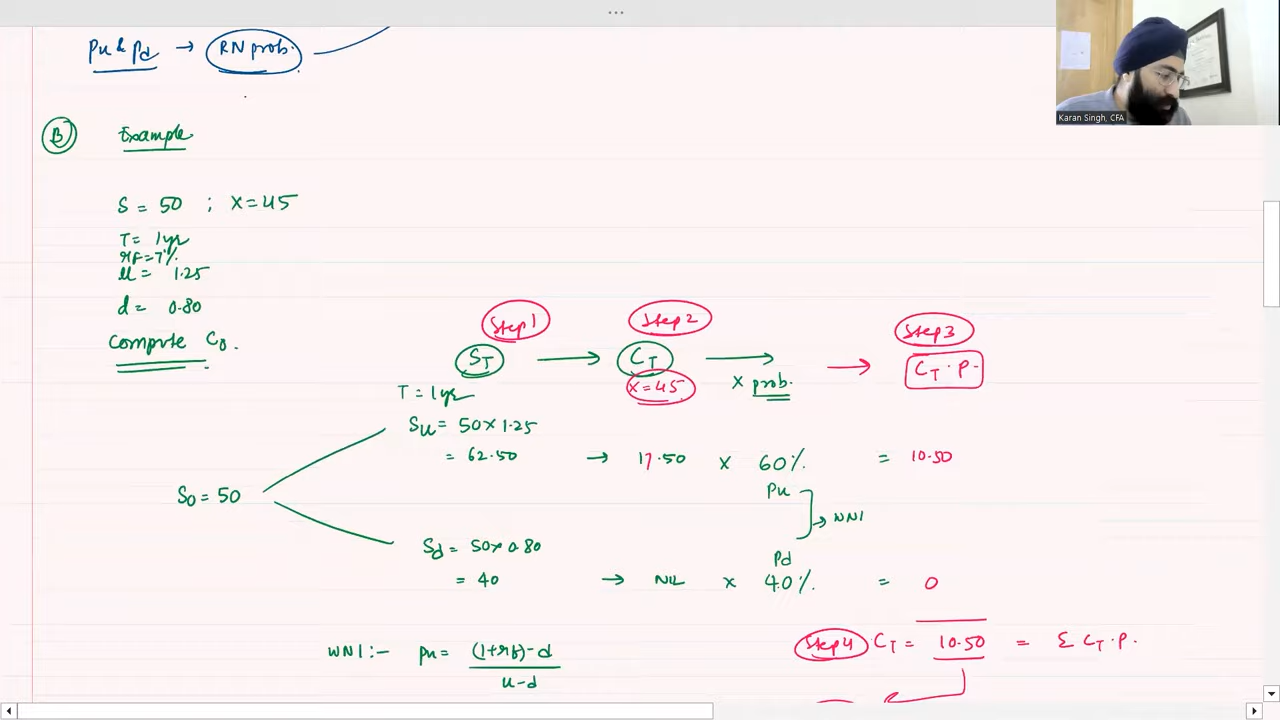 Pu & Pd → RN prob.
Karan Singh, CFA
B Example
S = 50 ; X = 45
T = 1yr
rf = 7%
u = 1.25
d = 0.80
Compute C0.
Step 1 Step 2 Step 3
ST → CT → → CT · P.
X = 45 X prob.
T = 1yr
Su = 50 x 1.25
= 62.50 → 17.50 x 60% = 10.50
Pu
S0 = 50
→ WN1
Sd = 50 x 0.80
Pd
= 40 → NIL x 40% = 0
Step 4 CT = 10.50 = Σ CT · P.
WN1 :- pu = (1+rf) - d
u - d